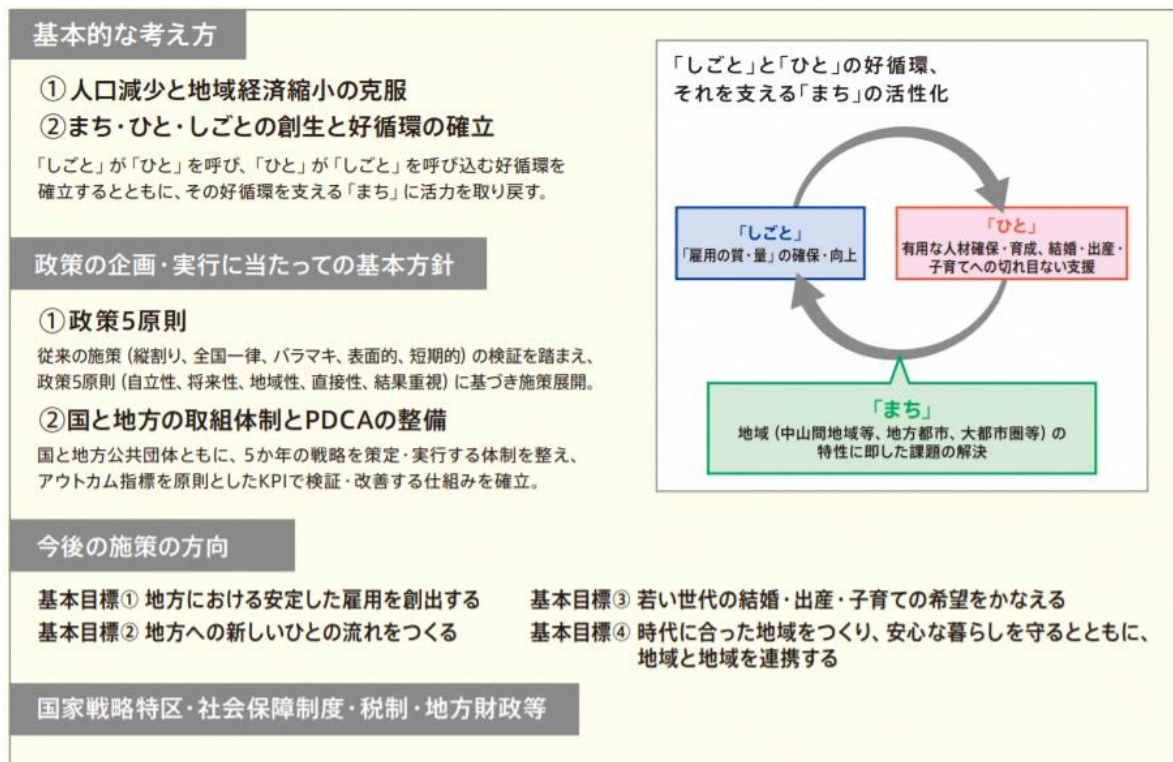 基本的な考え方
① 人口減少と地域経済縮小の克服
②まち・ひと・しごとの創生と好循環の確立
「しごと」が「ひと」を呼び、「ひと」が「しごと」を呼び込む好循環を
確立するとともに、その好循環を支える「まち」に活力を取り戻す。
政策の企画・実行に当たっての基本方針
① 政策5原則
従来の施策 (縦割り、全国一律、バラマキ、表面的、短期的) の検証を踏まえ、
政策5原則 (自立性、将来性、地域性、直接性、結果重視) に基づき施策展開。
②国と地方の取組体制とPDCAの整備
国と地方公共団体ともに、5か年の戦略を策定・実行する体制を整え、
アウトカム指標を原則としたKPIで検証・改善する仕組みを確立。
「しごと」と「ひと」の好循環、
それを支える「まち」の活性化
「しごと」
「雇用の質・量」の確保・向上
「ひと」
有用な人材確保・育成、結婚・出産・
子育てへの切れ目ない支援
「まち」
地域 (中山間地域等、地方都市、大都市圏等) の
特性に即した課題の解決
今後の施策の方向
基本目標① 地方における安定した雇用を創出する
基本目標② 地方への新しいひとの流れをつくる
基本目標③ 若い世代の結婚・出産・子育ての希望をかなえる
基本目標④ 時代に合った地域をつくり、安心な暮らしを守るとともに、
地域と地域を連携する
国家戦略特区・社会保障制度・税制・地方財政等